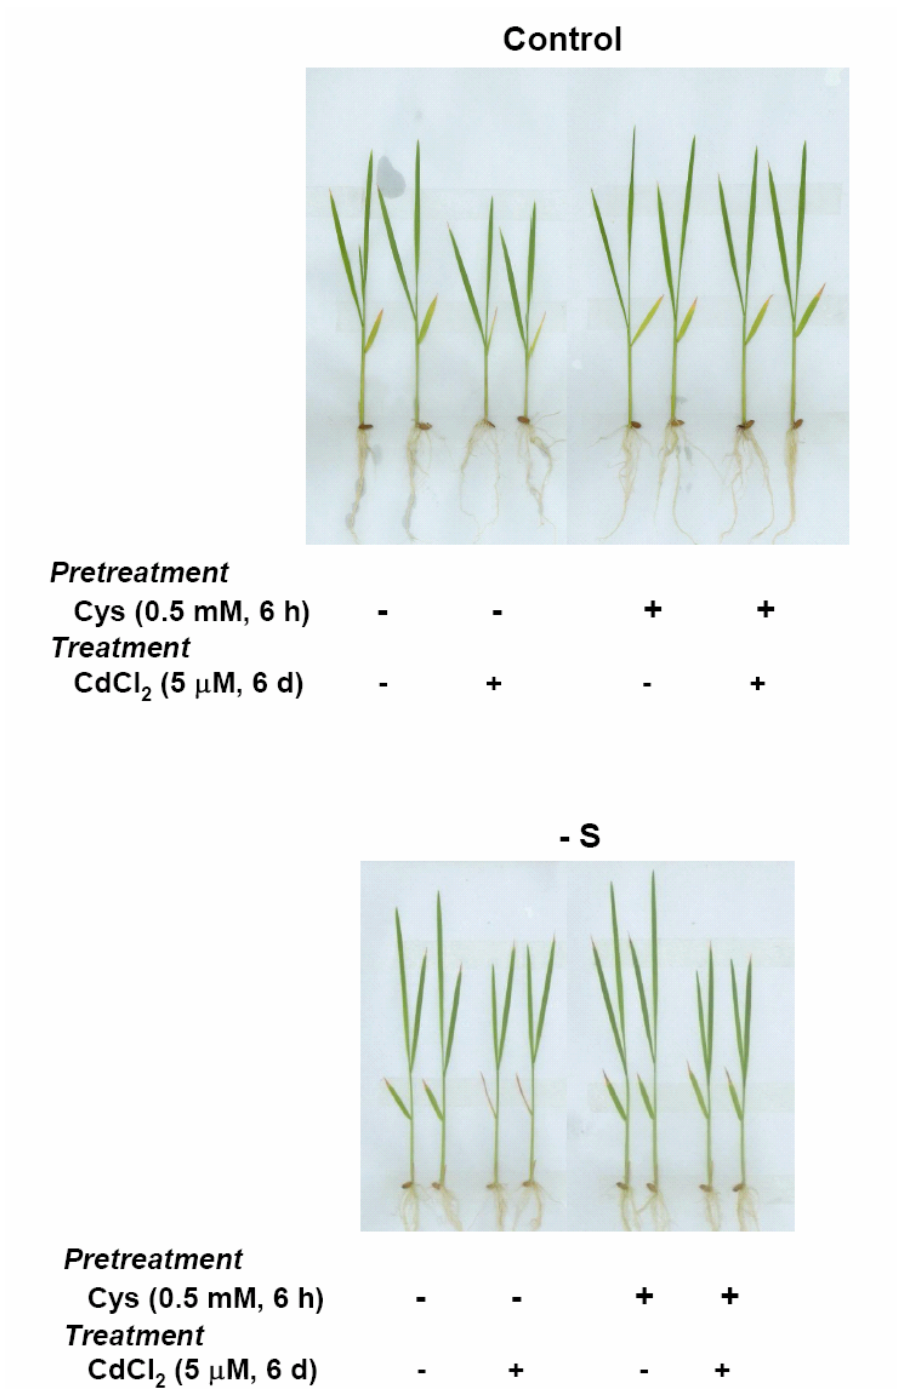 Control
Pretreatment
Cys (0.5 mM, 6 h) - - + +
Treatment
CdCl₂ (5 μM, 6 d) - + - +
- S
Pretreatment
Cys (0.5 mM, 6 h) - - + +
Treatment
CdCl₂ (5 μM, 6 d) - + - +